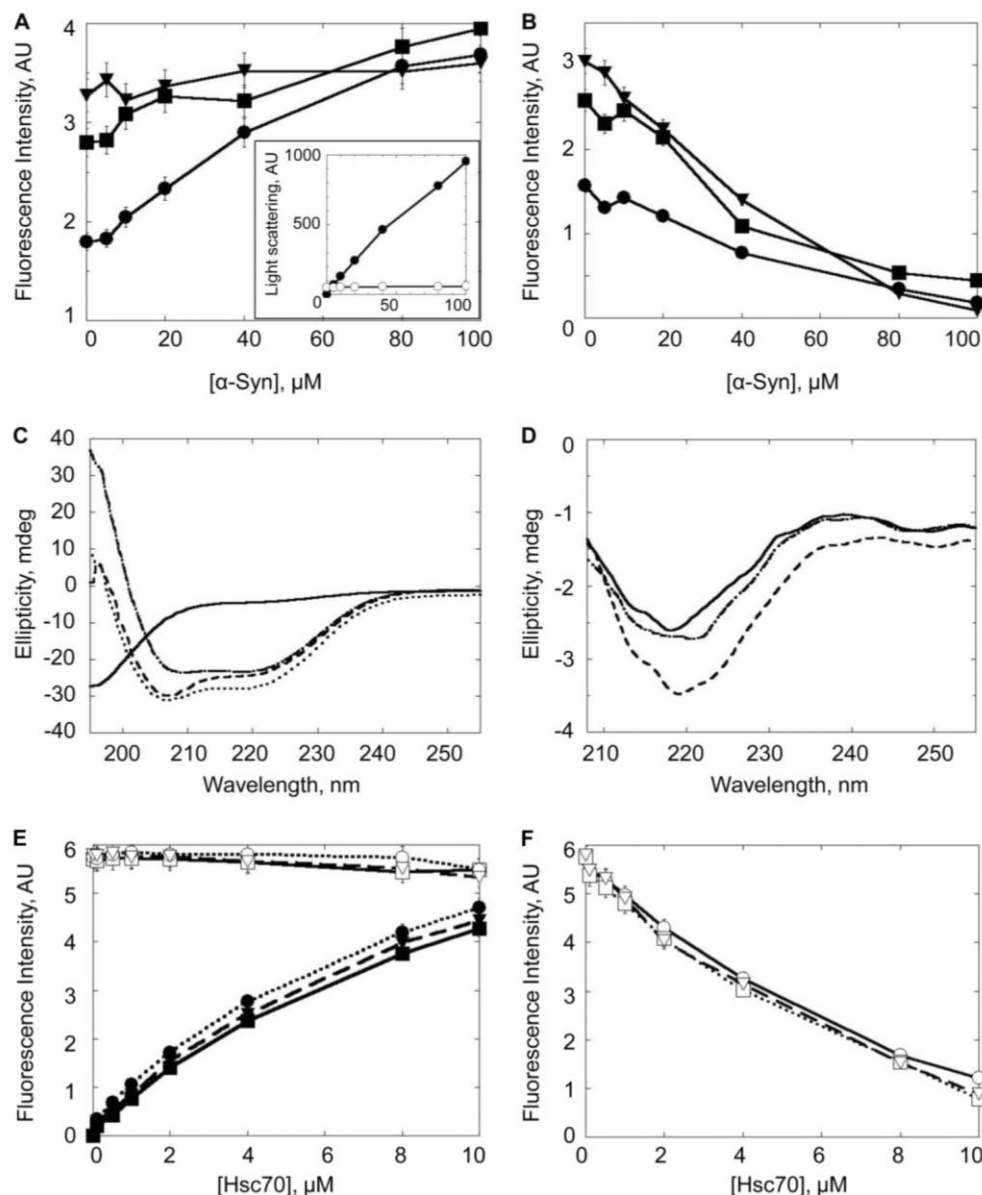 A
B
4
3
2
1
Fluorescence Intensity, AU
0 20 40 60 80 100
[α-Syn], µM
1000
500
0
Light scattering, AU
50 100
3
2
1
0
Fluorescence Intensity, AU
0 20 40 60 80 100
[α-Syn], µM
C
D
40
30
20
10
0
-10
-20
-30
-40
Ellipticity, mdeg
200 210 220 230 240 250
Wavelength, nm
0
-1
-2
-3
-4
Ellipticity, mdeg
210 220 230 240 250
Wavelength, nm
E
F
6
5
4
3
2
1
0
Fluorescence Intensity, AU
0 2 4 6 8 10
[Hsc70], µM
6
5
4
3
2
1
0
Fluorescence Intensity, AU
0 2 4 6 8 10
[Hsc70], µM